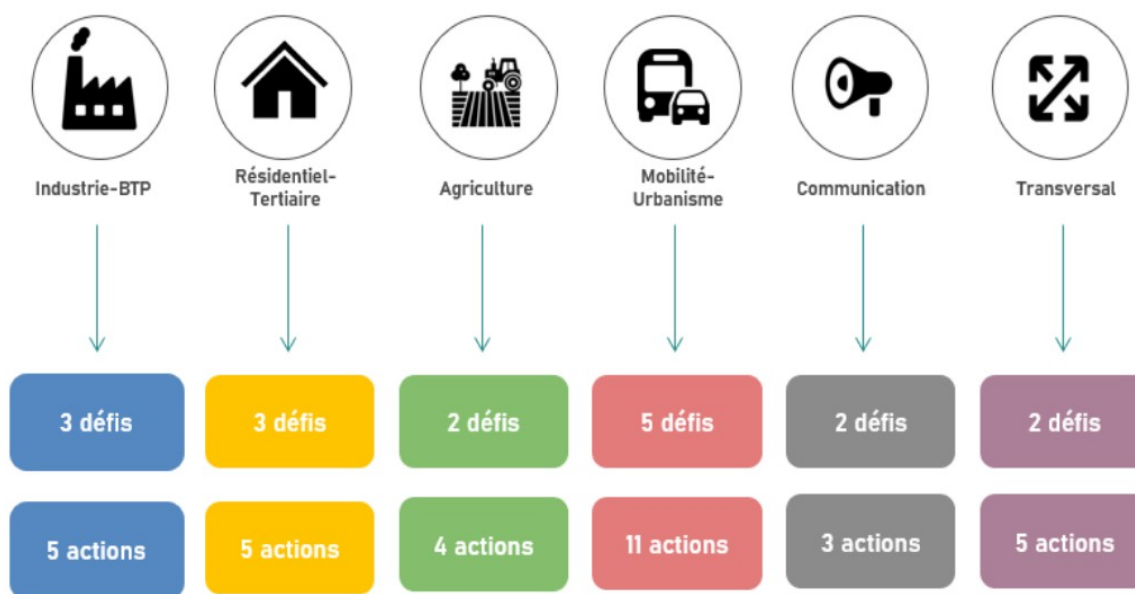 Industrie-BTP
Résidentiel-
Tertiaire
Agriculture
Mobilité-
Urbanisme
Communication
Transversal
3 défis
3 défis
2 défis
5 défis
2 défis
2 défis
5 actions
5 actions
4 actions
11 actions
3 actions
5 actions